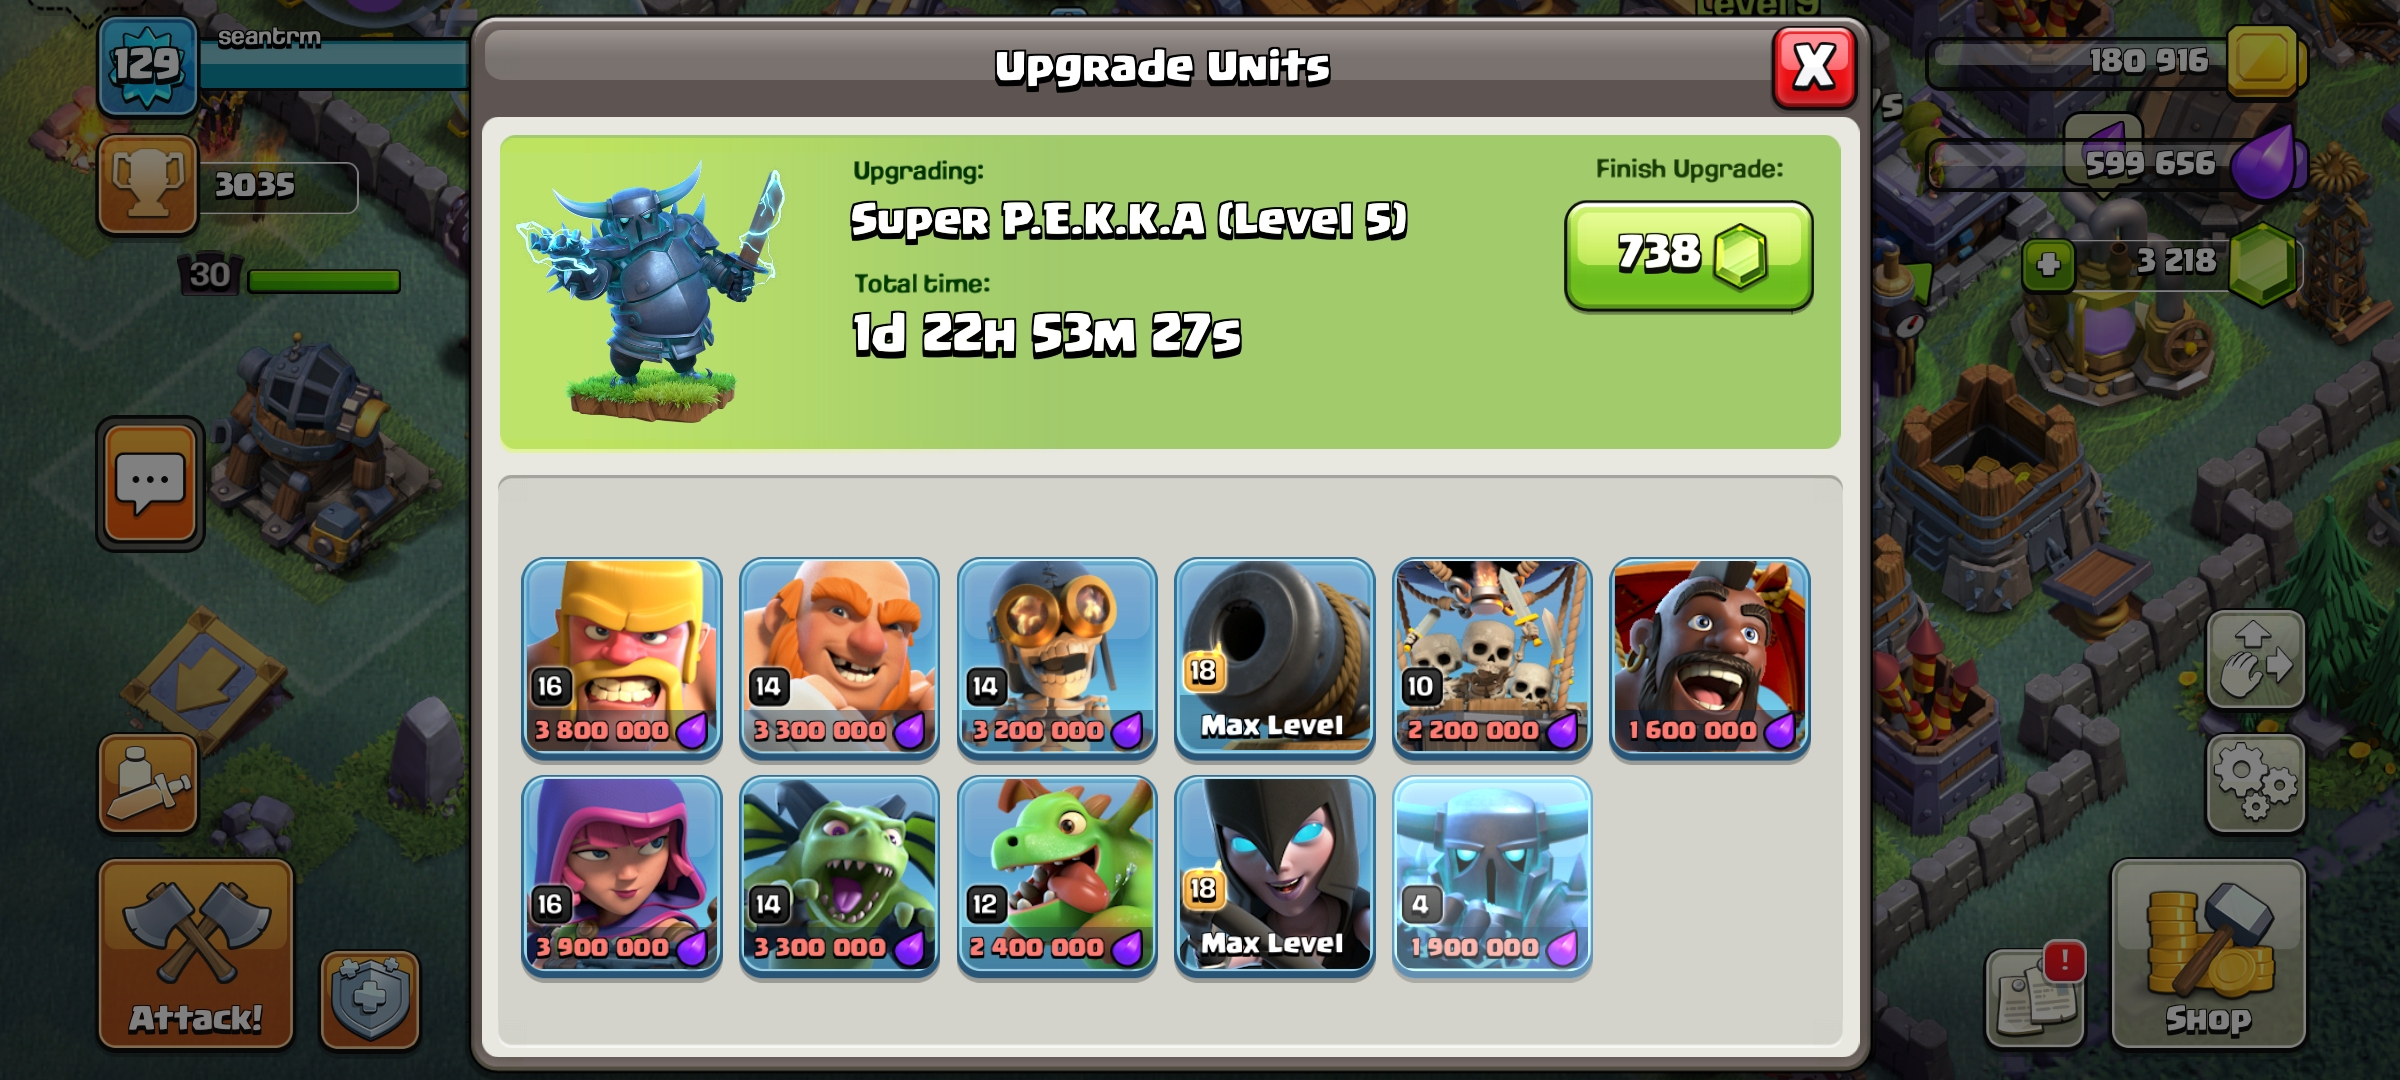 Level 9
129
seantrm
Upgrade Units
X
180 916
3035
Upgrading:
Super P.E.K.K.A (Level 5)
Finish Upgrade:
738
599 656
30
Total time:
1d 22h 53m 27s
3 218
16
3 800 000
14
3 300 000
14
3 200 000
18
Max Level
10
2 200 000
1 600 000
16
3 900 000
14
3 300 000
12
2 400 000
18
Max Level
4
1 900 000
Attack!
!
Shop